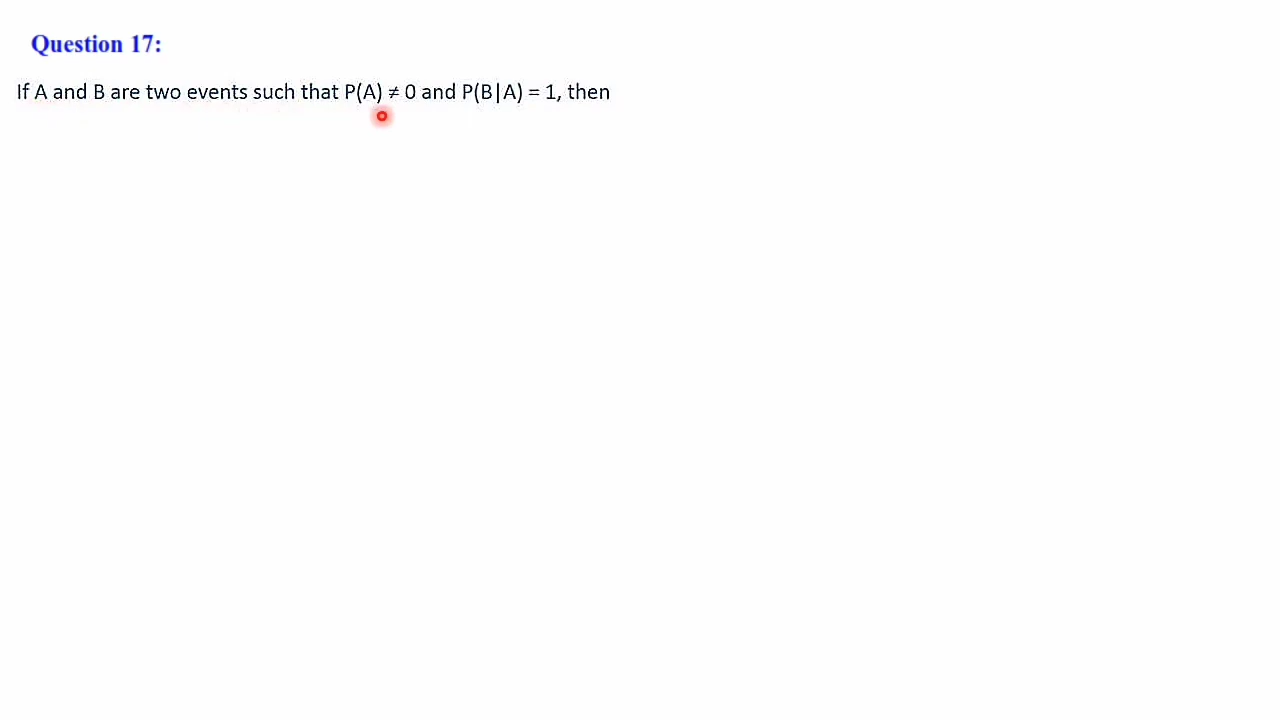 Question 17:
If A and B are two events such that P(A) ≠ 0 and P(B|A) = 1, then